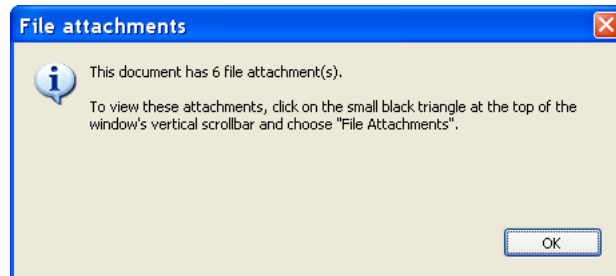 File attachments
This document has 6 file attachment(s).
To view these attachments, click on the small black triangle at the top of the
window's vertical scrollbar and choose "File Attachments".
OK